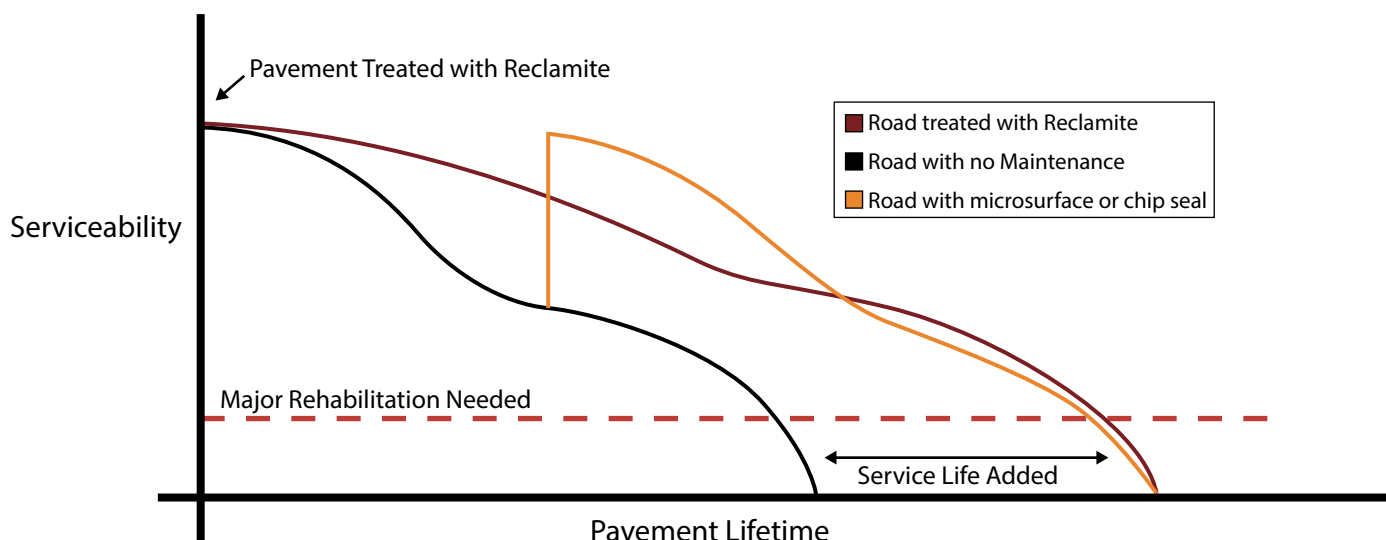 Pavement Treated with Reclamite
Road treated with Reclamite
Road with no Maintenance
Road with microsurface or chip seal
Serviceability
Major Rehabilitation Needed
Service Life Added
Pavement Lifetime